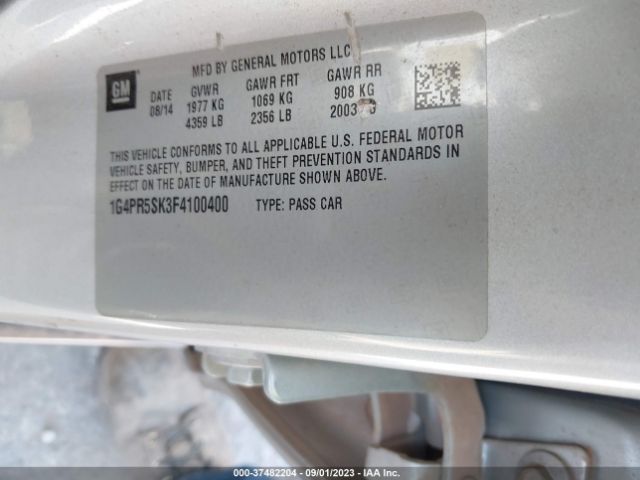 GM
MFD BY GENERAL MOTORS LLC
DATE GVWR GAWR FRT GAWR RR
08/14 1977 KG 1069 KG 908 KG
4359 LB 2356 LB 2003
THIS VEHICLE CONFORMS TO ALL APPLICABLE U.S. FEDERAL MOTOR
VEHICLE SAFETY, BUMPER, AND THEFT PREVENTION STANDARDS IN
EFFECT ON THE DATE OF MANUFACTURE SHOWN ABOVE.
1G4PR5SK3F4100400 TYPE: PASS CAR
000-37482204 - 09/01/2023 - IAA Inc.